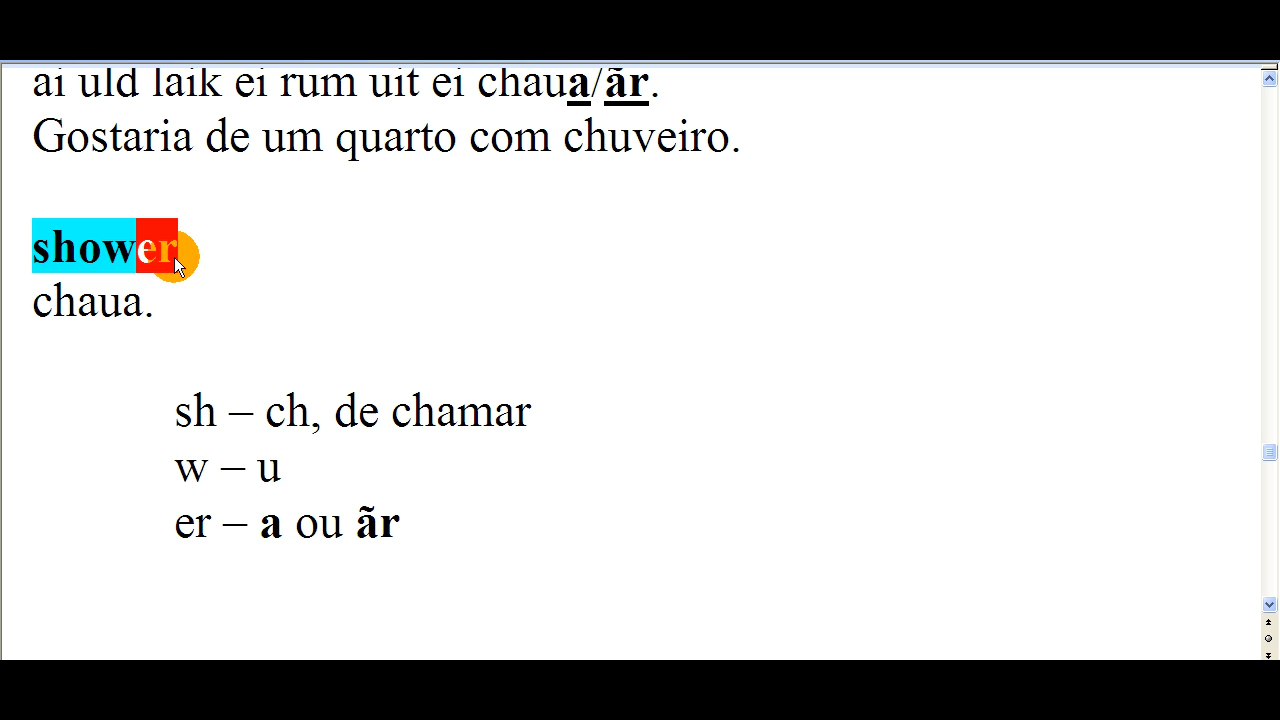 ai uld laik ei rum uit ei chaua/ãr.
Gostaria de um quarto com chuveiro.
shower
chaua.
sh – ch, de chamar
w – u
er – a ou ãr